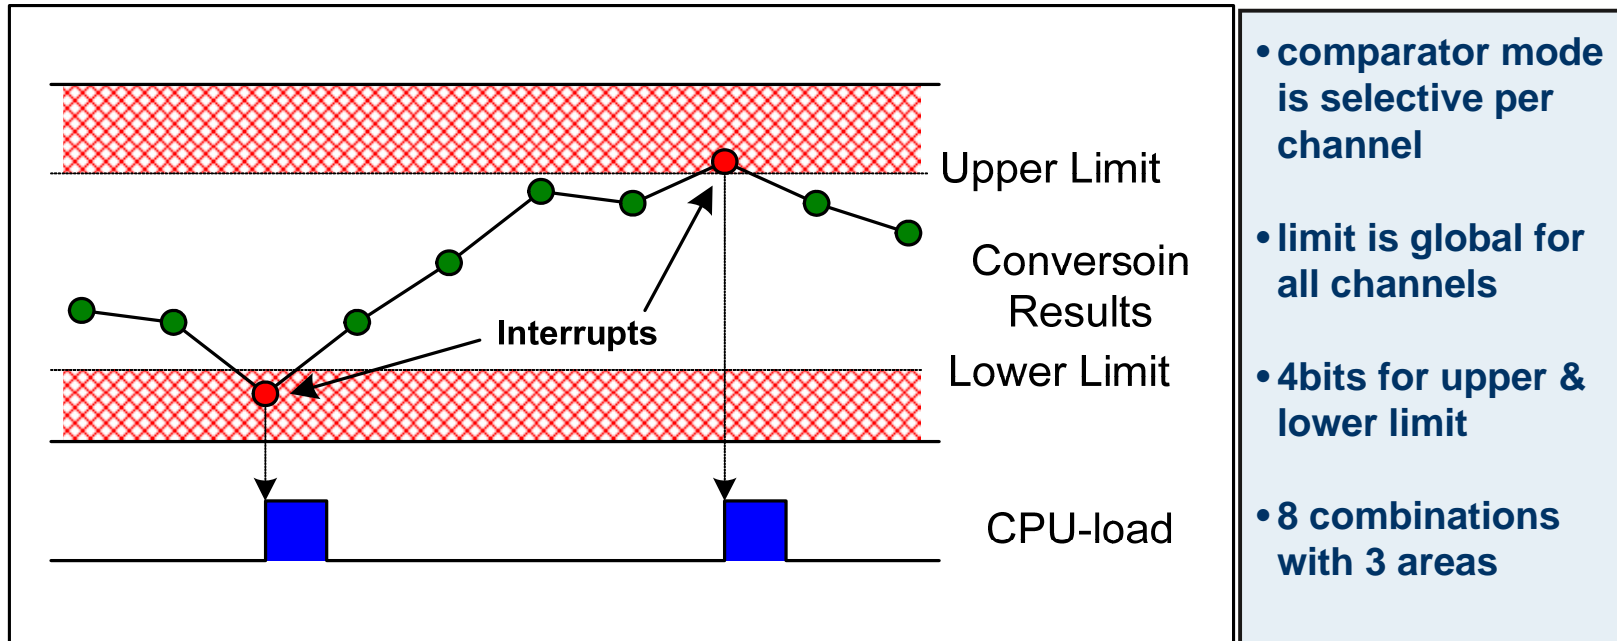 Upper Limit
Conversoin
Results
Interrupts
Lower Limit
CPU-load
• comparator mode
is selective per
channel
• limit is global for
all channels
• 4bits for upper &
lower limit
• 8 combinations
with 3 areas